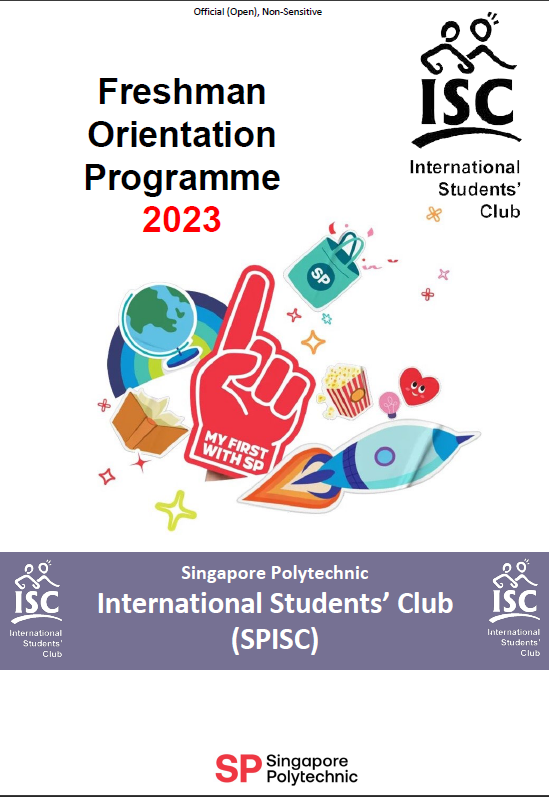 Official (Open), Non-Sensitive
Freshman
Orientation
Programme
2023
ISC
International
Students'
Club
SP
MY FIRST
WITH SP
ISC
International
Students'
Club
Singapore Polytechnic
International Students’ Club
(SPISC)
ISC
International
Students'
Club
SP Singapore
Polytechnic